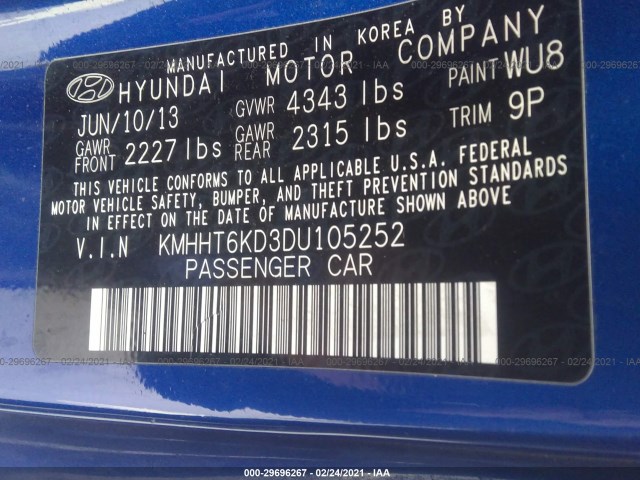 MANUFACTURED IN KOREA BY
HYUNDAI MOTOR COMPANY
JUN/10/13 GVWR 4343 lbs PAINT WU8
GAWR FRONT 2227 lbs GAWR REAR 2315 lbs TRIM 9P
THIS VEHICLE CONFORMS TO ALL APPLICABLE U.S.A. FEDERAL
MOTOR VEHICLE SAFETY, BUMPER, AND THEFT PREVENTION STANDARDS
IN EFFECT ON THE DATE OF MANUFACTURE SHOWN ABOVE
V.I.N KMHHT6KD3DU105252
PASSENGER CAR
000-29696267 - 02/24/2021 - IAA